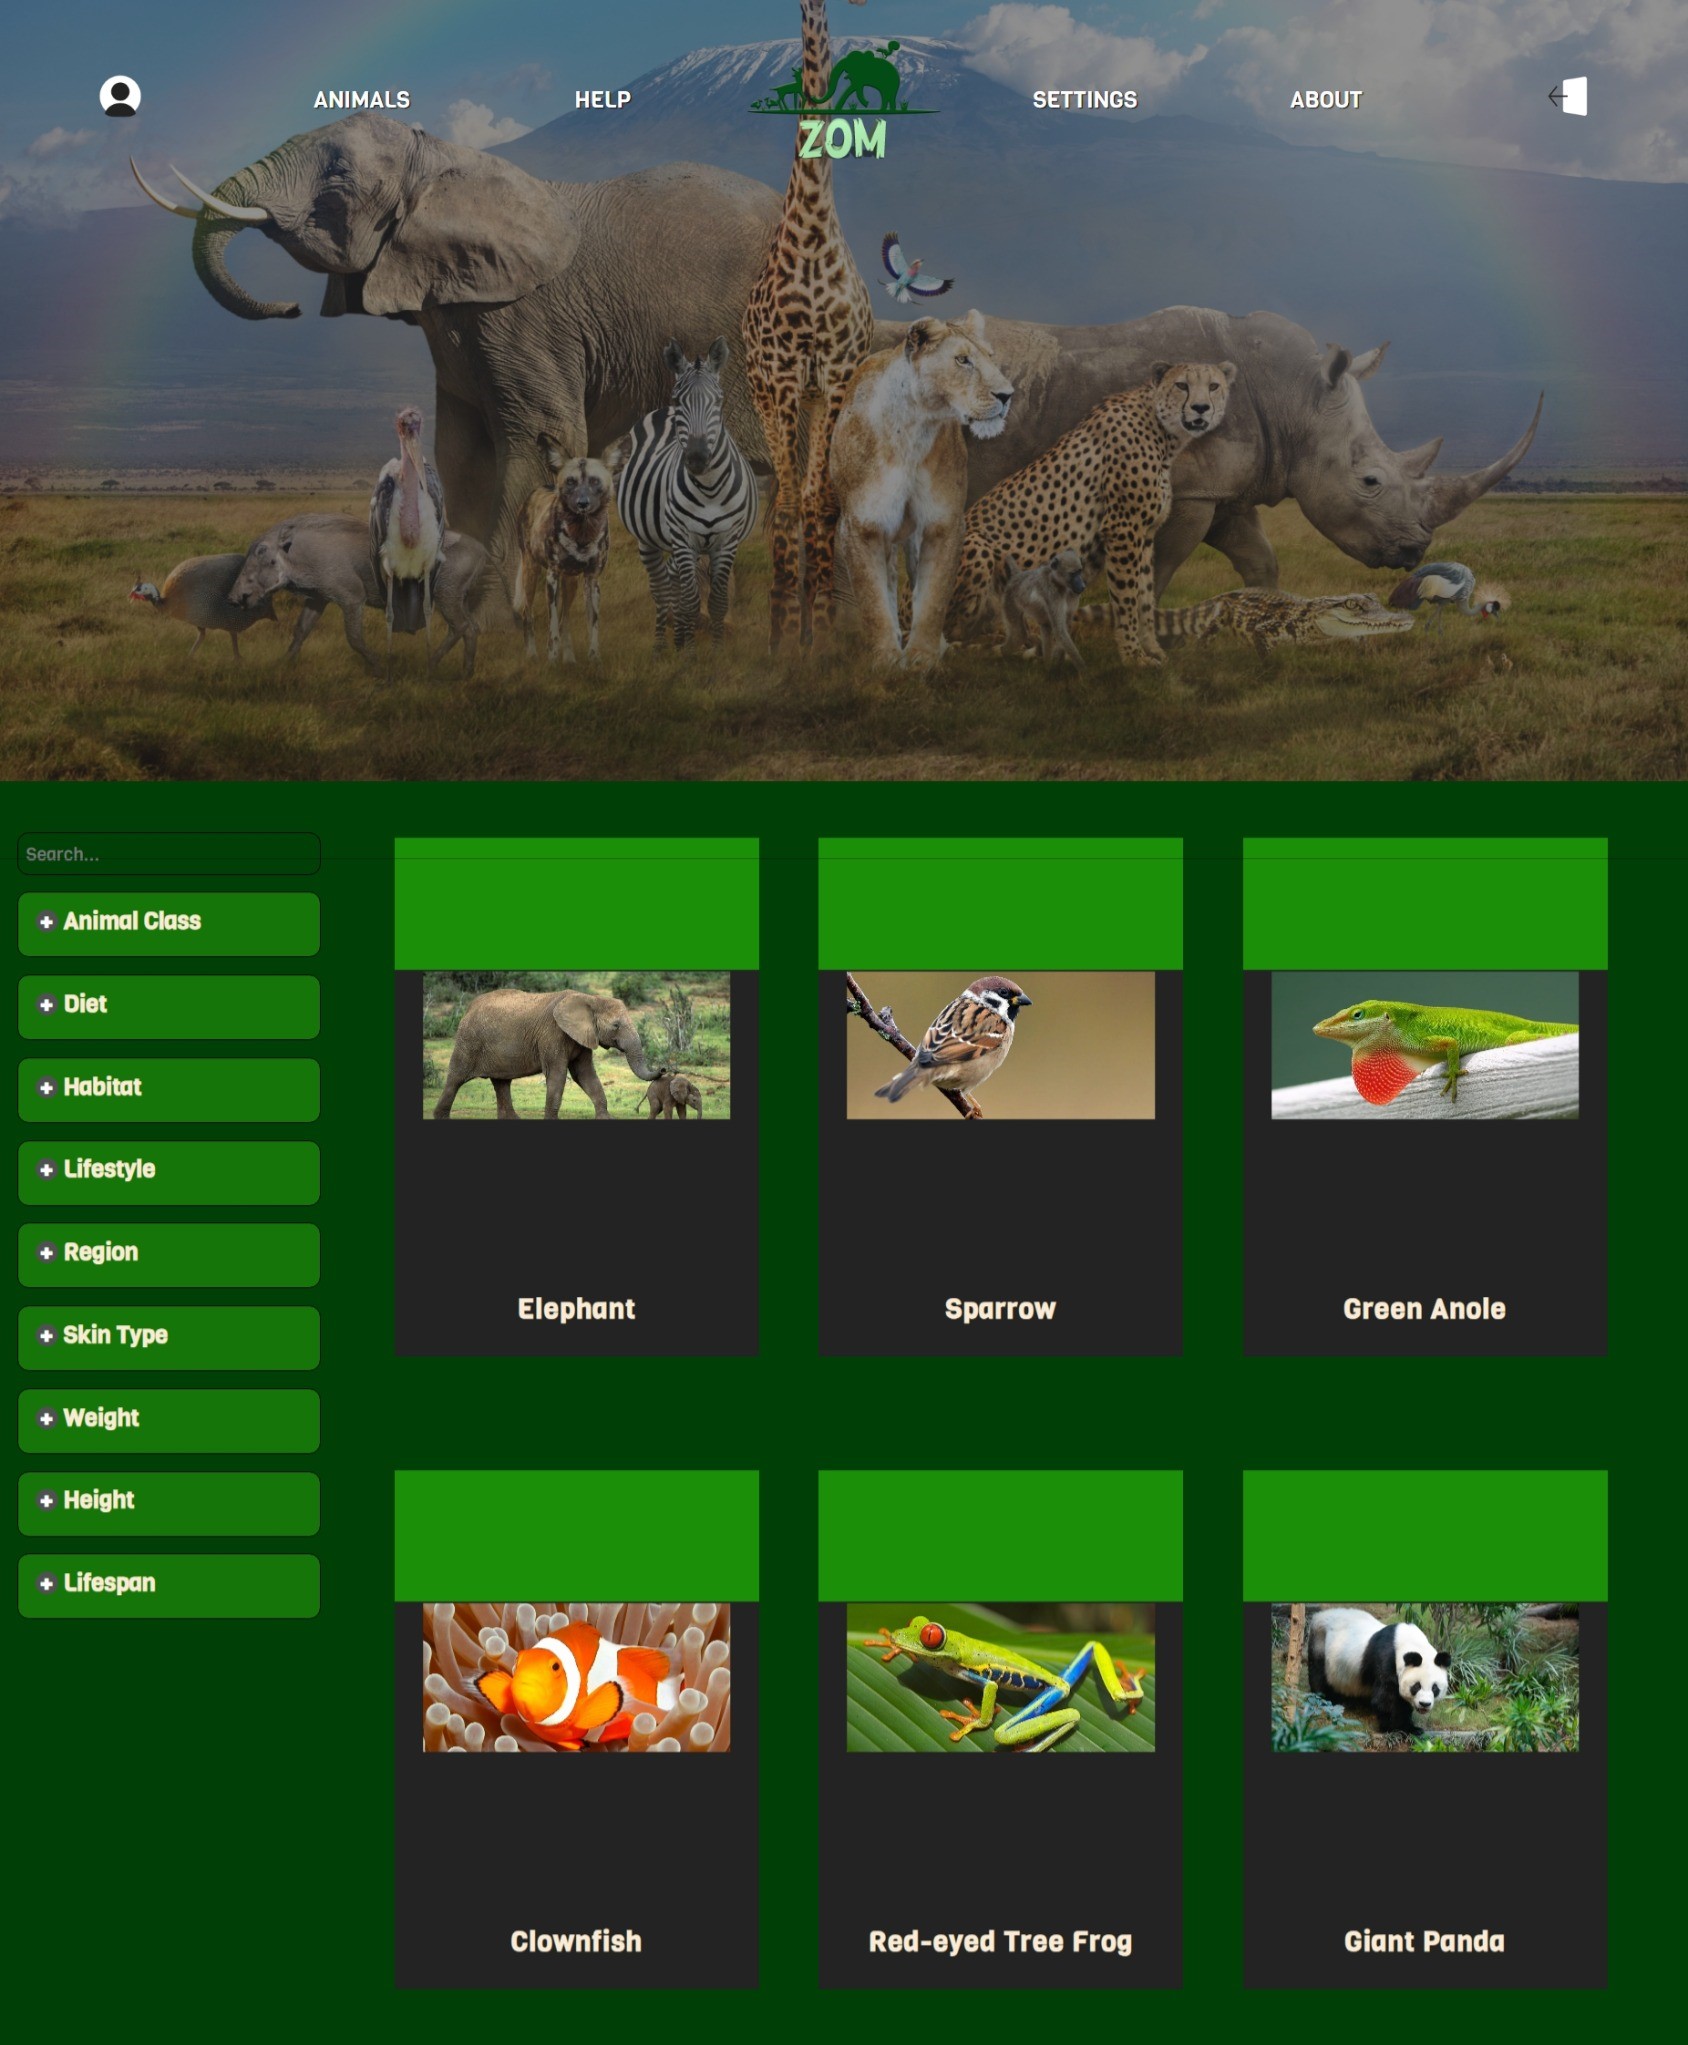 ANIMALS
HELP
ZOM
SETTINGS
ABOUT
Search...
Animal Class
Diet
Habitat
Lifestyle
Region
Skin Type
Weight
Height
Lifespan
Elephant
Sparrow
Green Anole
Clownfish
Red-eyed Tree Frog
Giant Panda